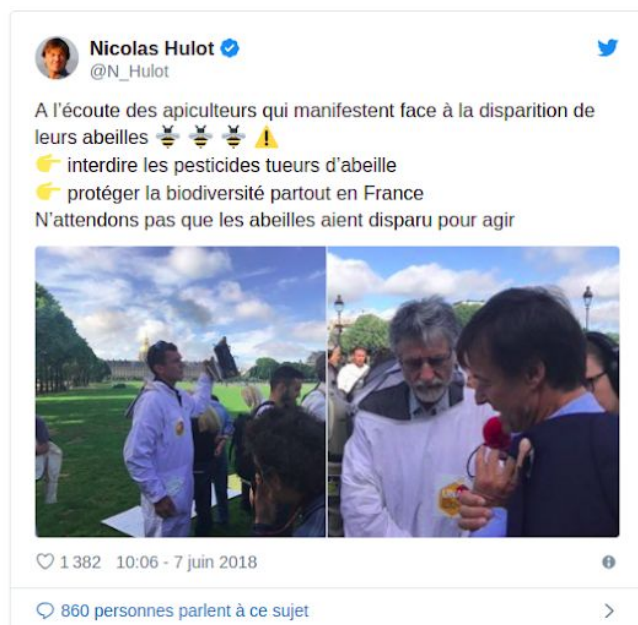 Nicolas Hulot
@N_Hulot
A l’écoute des apiculteurs qui manifestent face à la disparition de
leurs abeilles 🐝 🐝 🐝 ⚠️
👉 interdire les pesticides tueurs d’abeille
👉 protéger la biodiversité partout en France
N’attendons pas que les abeilles aient disparu pour agir
UNAF
1 382 10:06 - 7 juin 2018
860 personnes parlent à ce sujet